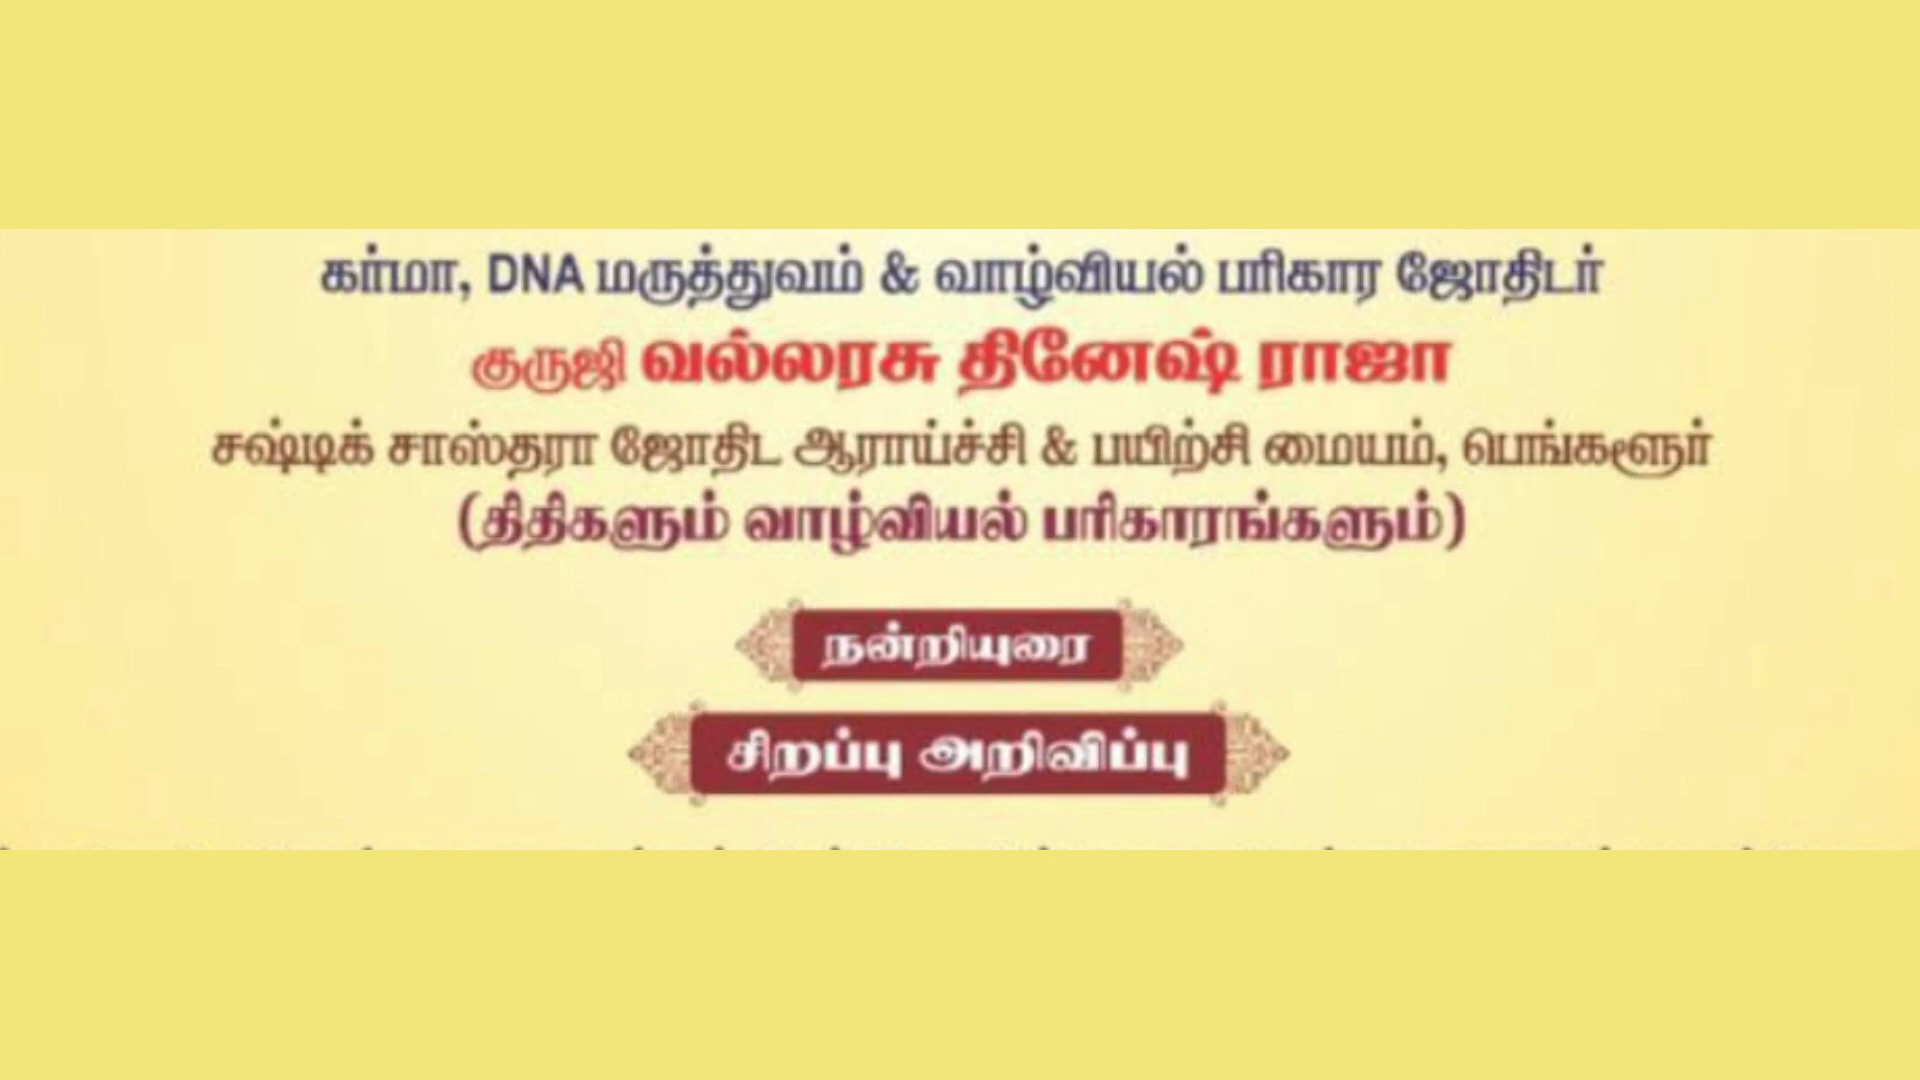 கர்மா, DNA மருத்துவம் & வாழ்வியல் பரிகார ஜோதிடர்
குருஜி வல்லரசு தினேஷ் ராஜா
சஷ்டிக் சாஸ்தரா ஜோதிட ஆராய்ச்சி & பயிற்சி மையம், பெங்களூர்
(திதிகளும் வாழ்வியல் பரிகாரங்களும்)
நன்றியுரை
சிறப்பு அறிவிப்பு